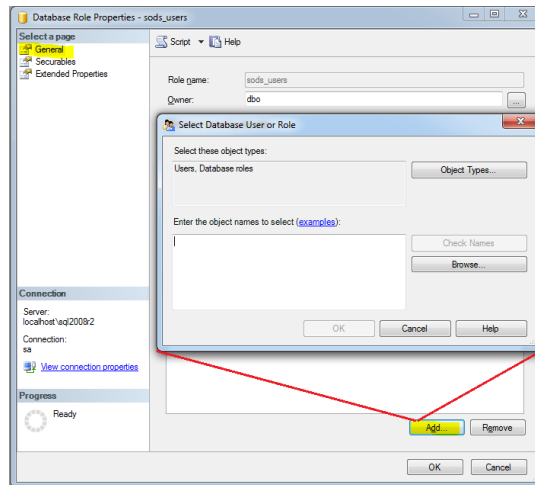 Database Role Properties - sods_users
Select a page
General
Securables
Extended Properties
Script
Help
Role name:
sods_users
Owner:
dbo
...
Select Database User or Role
Select these object types:
Users, Database roles
Object Types...
Enter the object names to select (examples):
Check Names
Browse...
OK
Cancel
Help
Connection
Server:
localhost\sql2008r2
Connection:
sa
View connection properties
Progress
Ready
Add...
Remove
OK
Cancel